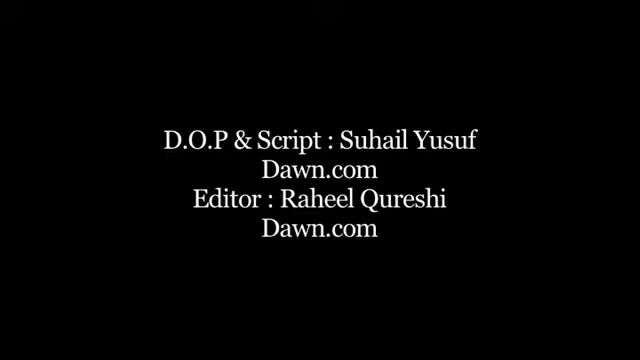 D.O.P & Script : Suhail Yusuf
Dawn.com
Editor : Raheel Qureshi
Dawn.com